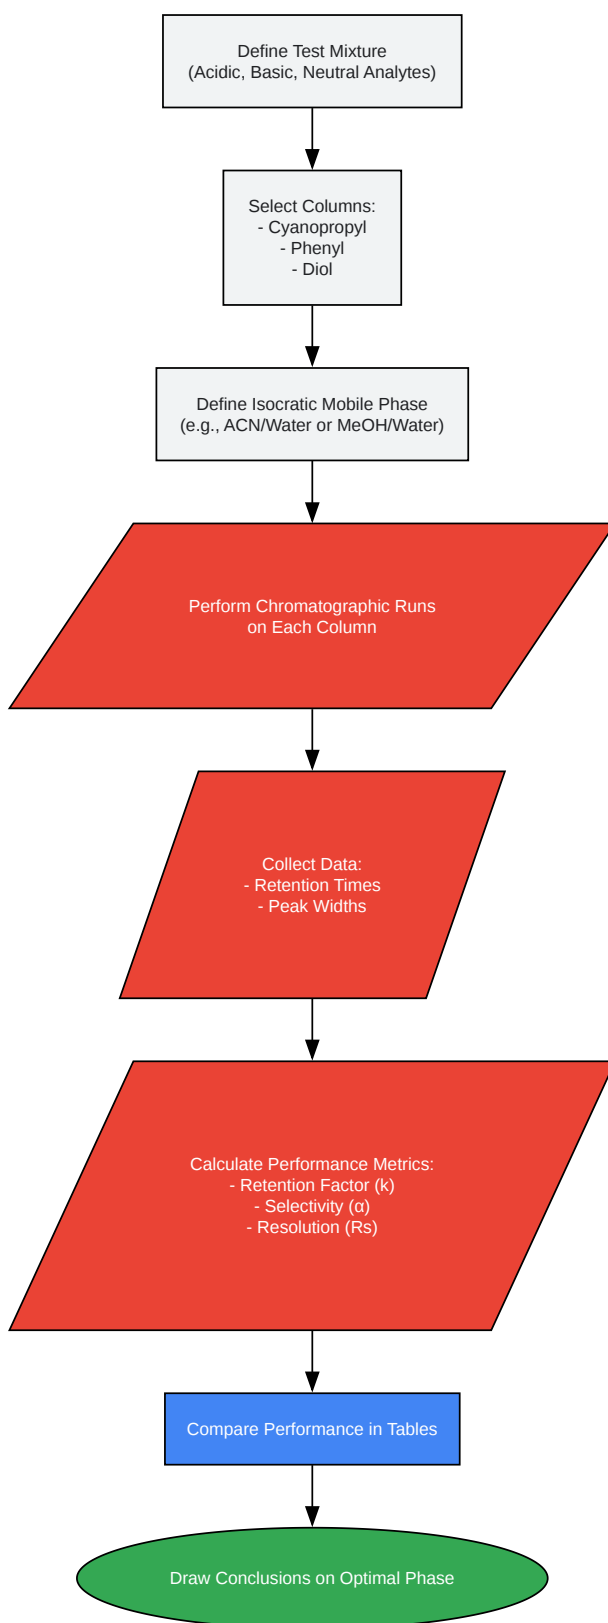 Define Test Mixture
(Acidic, Basic, Neutral Analytes)
Select Columns:
- Cyanopropyl
- Phenyl
- Diol
Define Isocratic Mobile Phase
(e.g., ACN/Water or MeOH/Water)
Perform Chromatographic Runs
on Each Column
Collect Data:
- Retention Times
- Peak Widths
Calculate Performance Metrics:
- Retention Factor (k)
- Selectivity (α)
- Resolution (Rs)
Compare Performance in Tables
Draw Conclusions on Optimal Phase